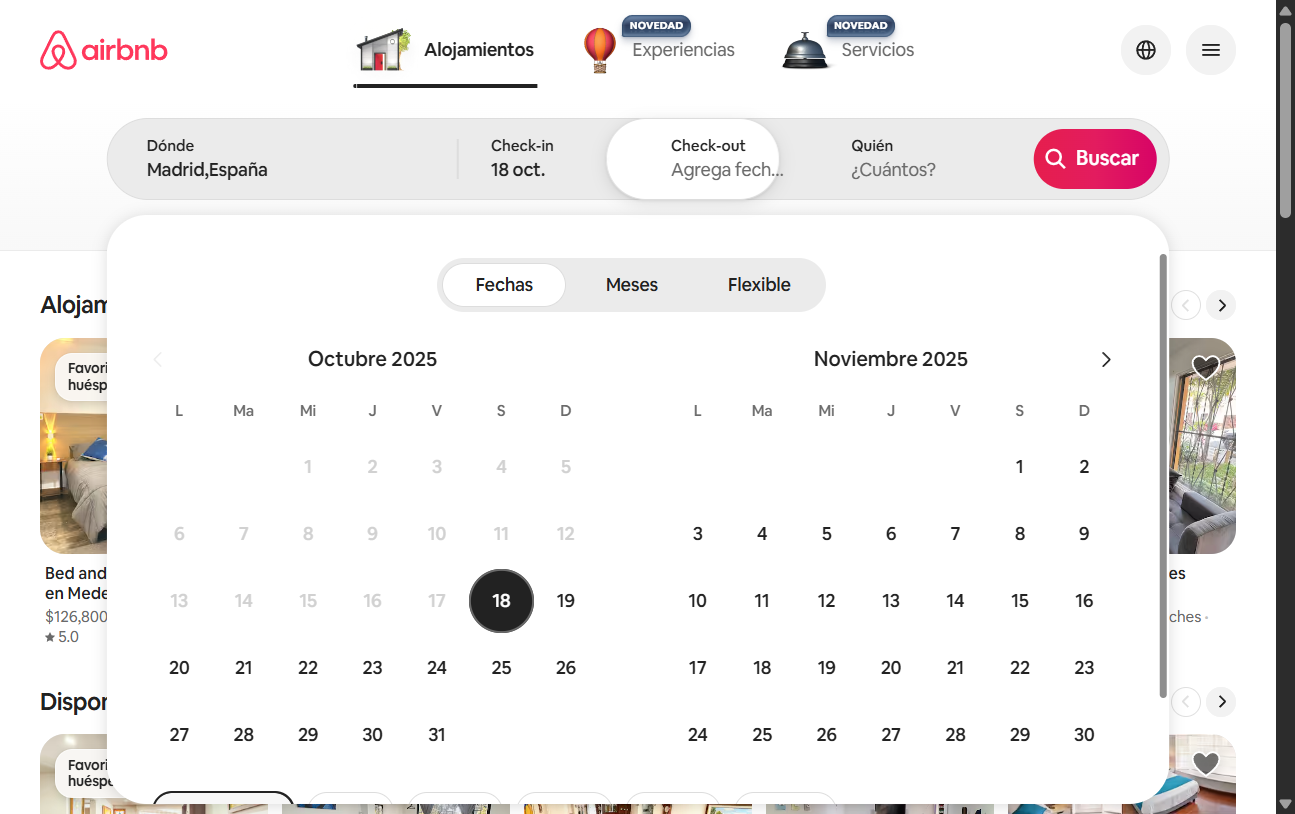 airbnb
Alojamientos
NOVEDAD
Experiencias
NOVEDAD
Servicios
Dónde
Madrid,España
Check-in
18 oct.
Check-out
Agrega fech...
Quién
¿Cuántos?
Buscar
Fechas
Meses
Flexible
Alojam
Favori
huésp
Octubre 2025
L Ma Mi J V S D
1 2 3 4 5
6 7 8 9 10 11 12
13 14 15 16 17 18 19
20 21 22 23 24 25 26
27 28 29 30 31
Noviembre 2025
L Ma Mi J V S D
1 2
3 4 5 6 7 8 9
10 11 12 13 14 15 16
17 18 19 20 21 22 23
24 25 26 27 28 29 30
Bed and
en Mede
$126,800
5.0
es
ches ·
Dispon
Favori
huéspe